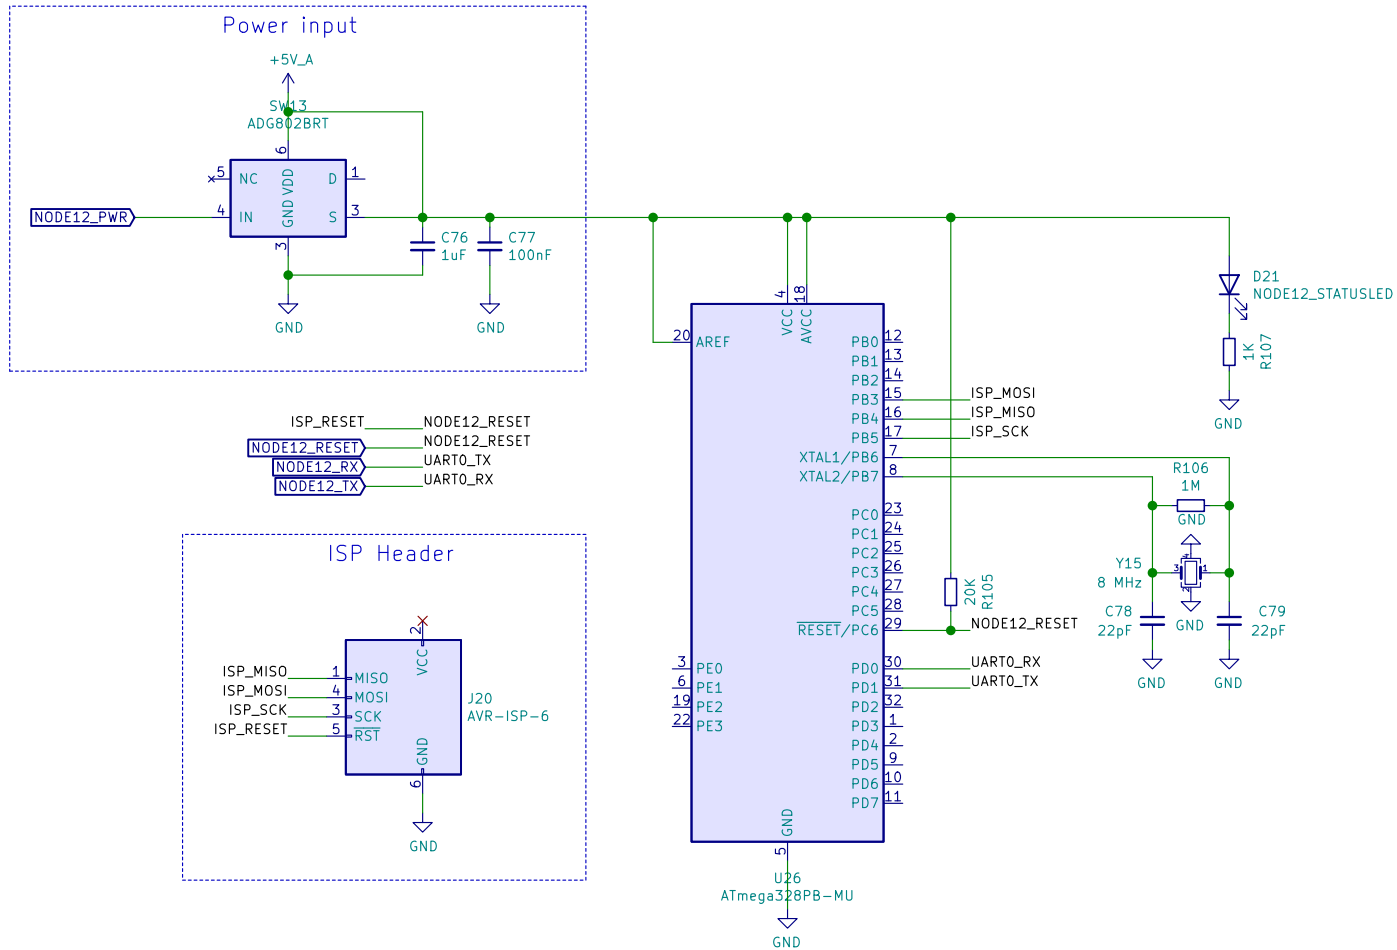 Power input
+5V_A
SW13
ADG802BRT
6
5
NC
VDD
GND
D
1
NODE12_PWR
4
IN
S
3
3
C76
1uF
C77
100nF
GND
GND
D21
NODE12_STATUSLED
1K
R107
GND
ISP_RESET
NODE12_RESET
NODE12_RESET
NODE12_RESET
NODE12_RX
UART0_TX
NODE12_TX
UART0_RX
4
18
VCC
AVCC
20
AREF
PB0
12
PB1
13
PB2
14
PB3
15
ISP_MOSI
PB4
16
ISP_MISO
PB5
17
ISP_SCK
XTAL1/PB6
7
XTAL2/PB7
8
PC0
23
PC1
24
PC2
25
PC3
26
PC4
27
PC5
28
RESET/PC6
29
NODE12_RESET
20K
R105
3
PE0
6
PE1
19
PE2
22
PE3
PD0
30
UART0_RX
PD1
31
UART0_TX
PD2
32
PD3
1
PD4
2
PD5
9
PD6
10
PD7
11
GND
5
U26
ATmega328PB-MU
GND
R106
1M
GND
4
Y15
8 MHz
3
1
2
GND
C78
22pF
C79
22pF
GND
GND
ISP Header
2
VCC
ISP_MISO
1
MISO
ISP_MOSI
4
MOSI
ISP_SCK
3
SCK
ISP_RESET
5
RST
J20
AVR-ISP-6
GND
6
GND